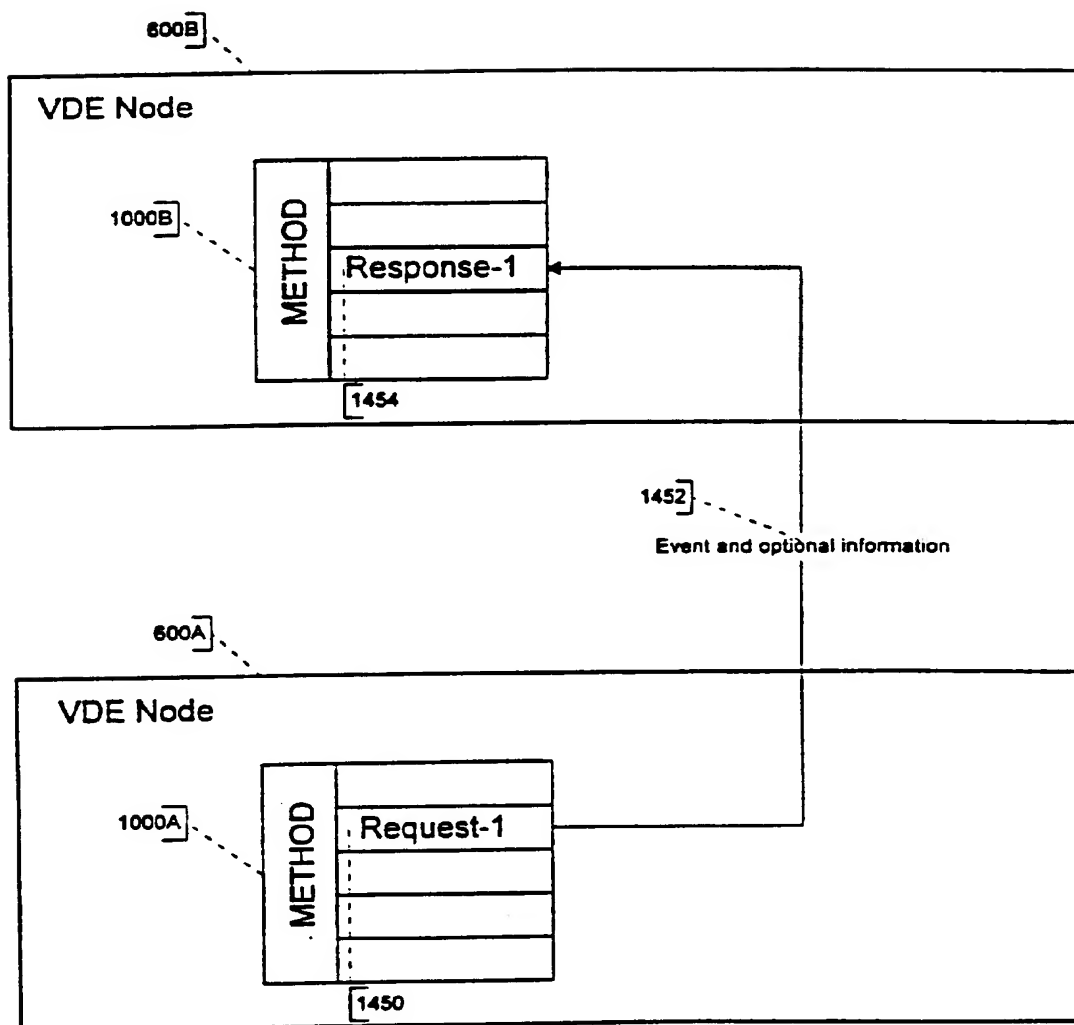 600B
VDE Node
1000B
METHOD
Response-1
1454
1452
Event and optional information
600A
VDE Node
1000A
METHOD
Request-1
1450